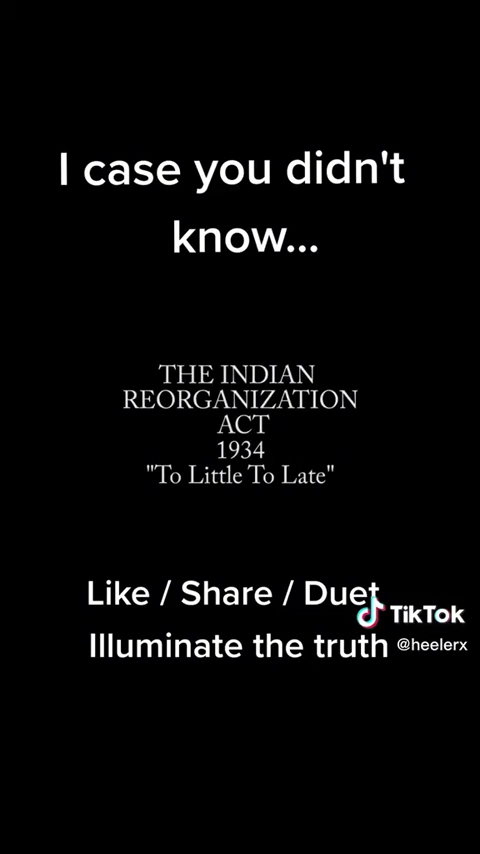 I case you didn't
know...
THE INDIAN
REORGANIZATION
ACT
1934
"To Little To Late"
Like / Share / Duet
Illuminate the truth
TikTok
@heelerx